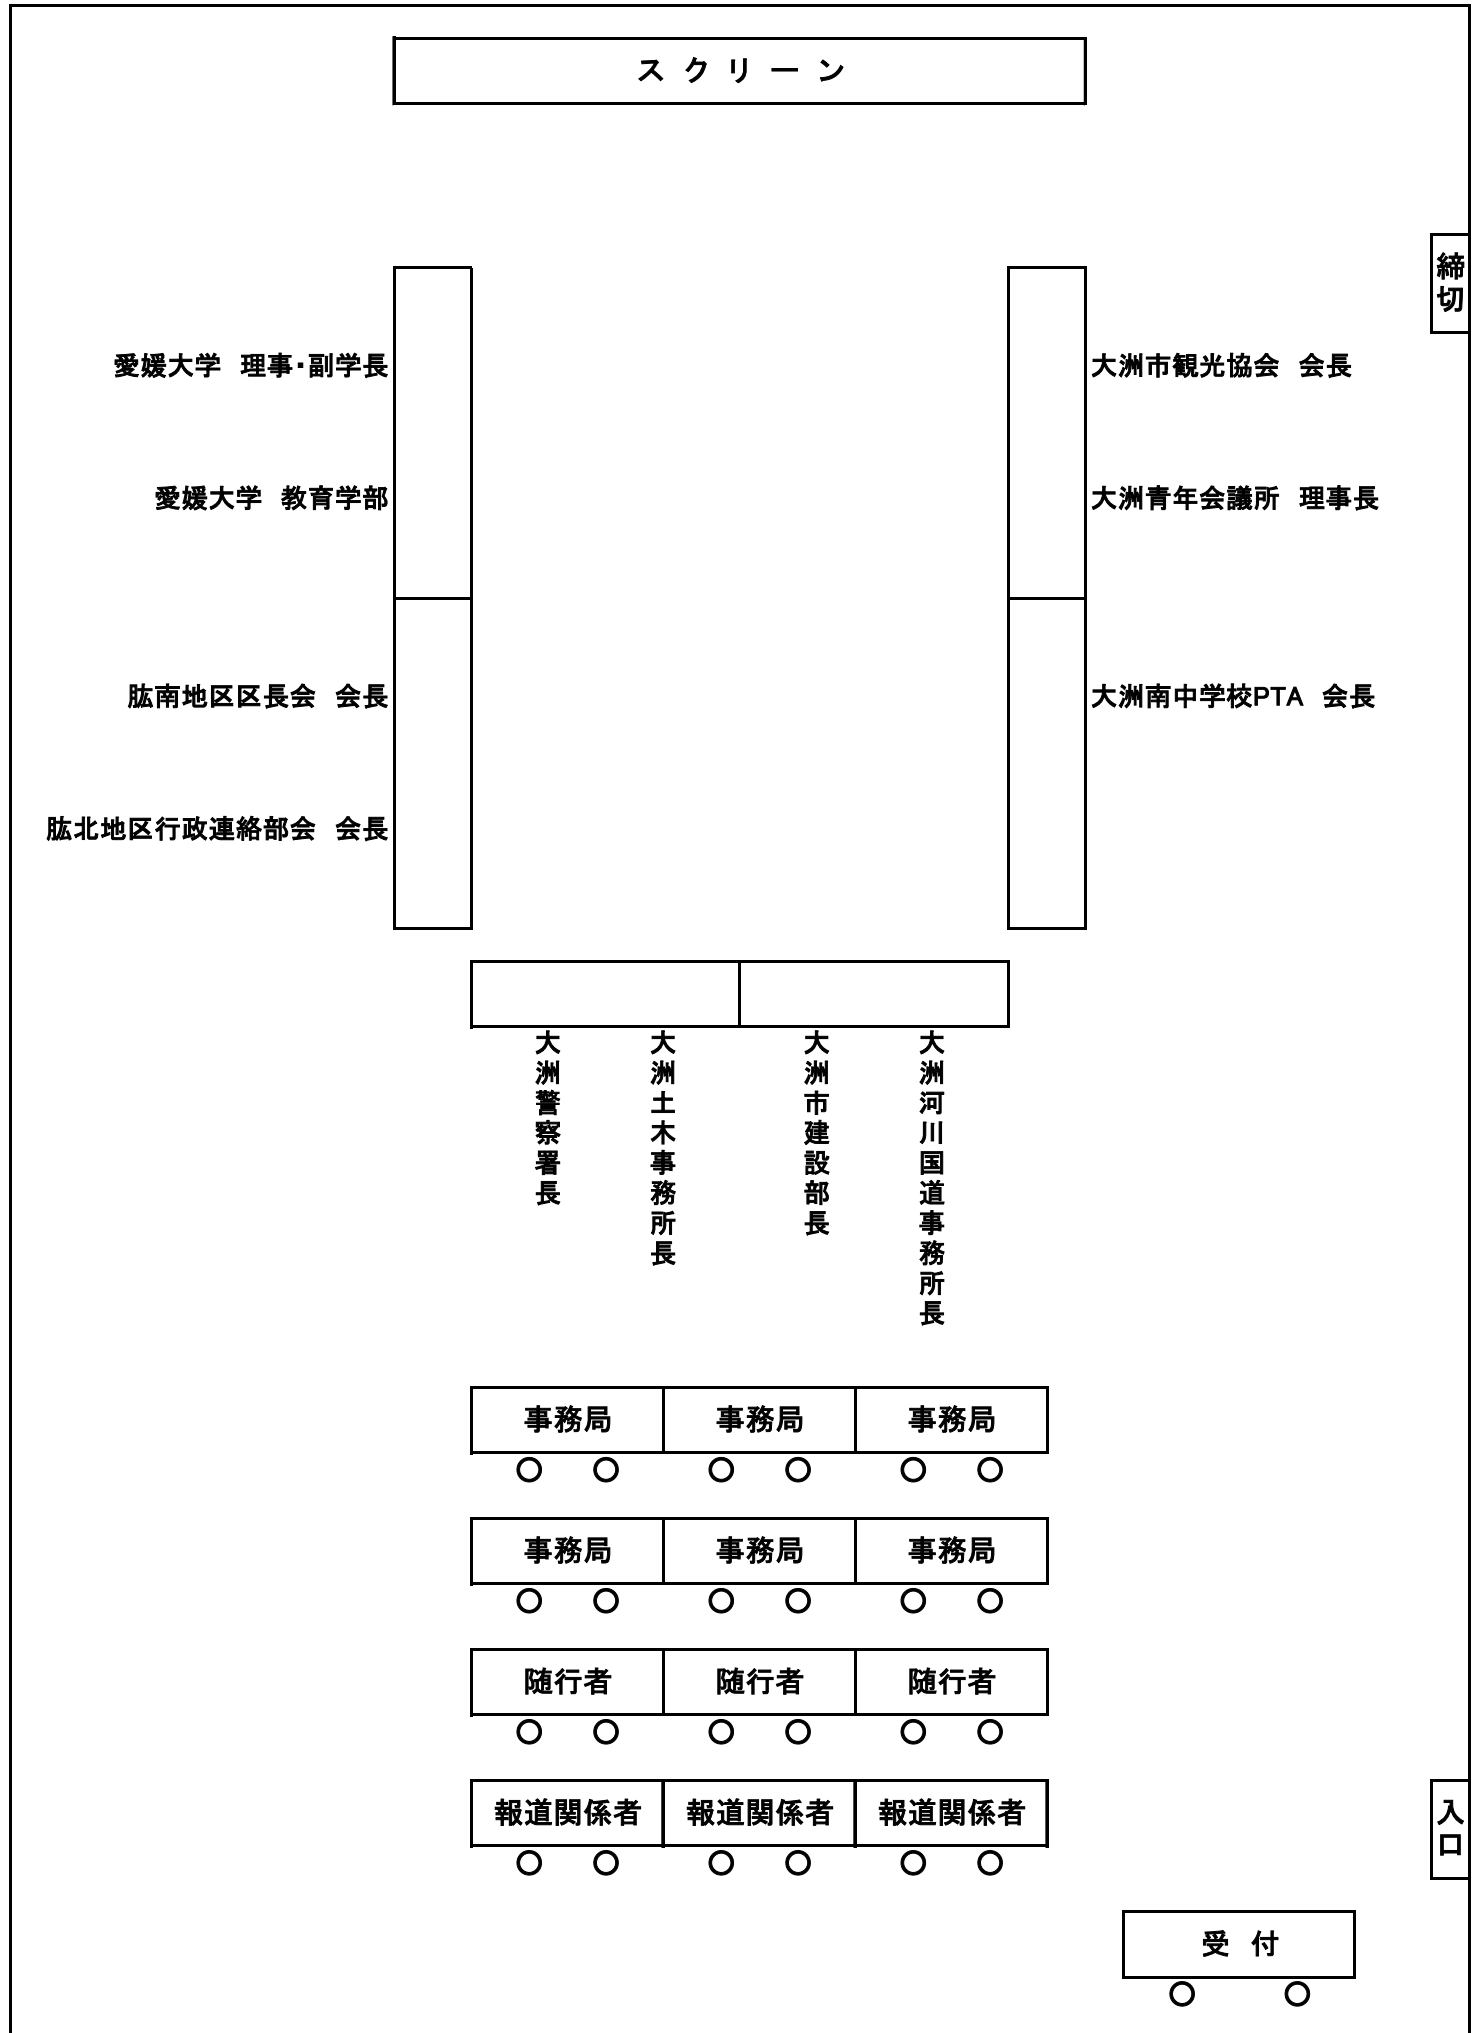 スクリーン
締切
愛媛大学　理事・副学長
大洲市観光協会　会長
愛媛大学　教育学部
大洲青年会議所　理事長
肱南地区区長会　会長
大洲南中学校PTA　会長
肱北地区行政連絡部会　会長
大洲警察署長
大洲土木事務所長
大洲市建設部長
大洲河川国道事務所長
事務局 事務局 事務局
事務局 事務局 事務局
随行者 随行者 随行者
報道関係者 報道関係者 報道関係者
入口
受付